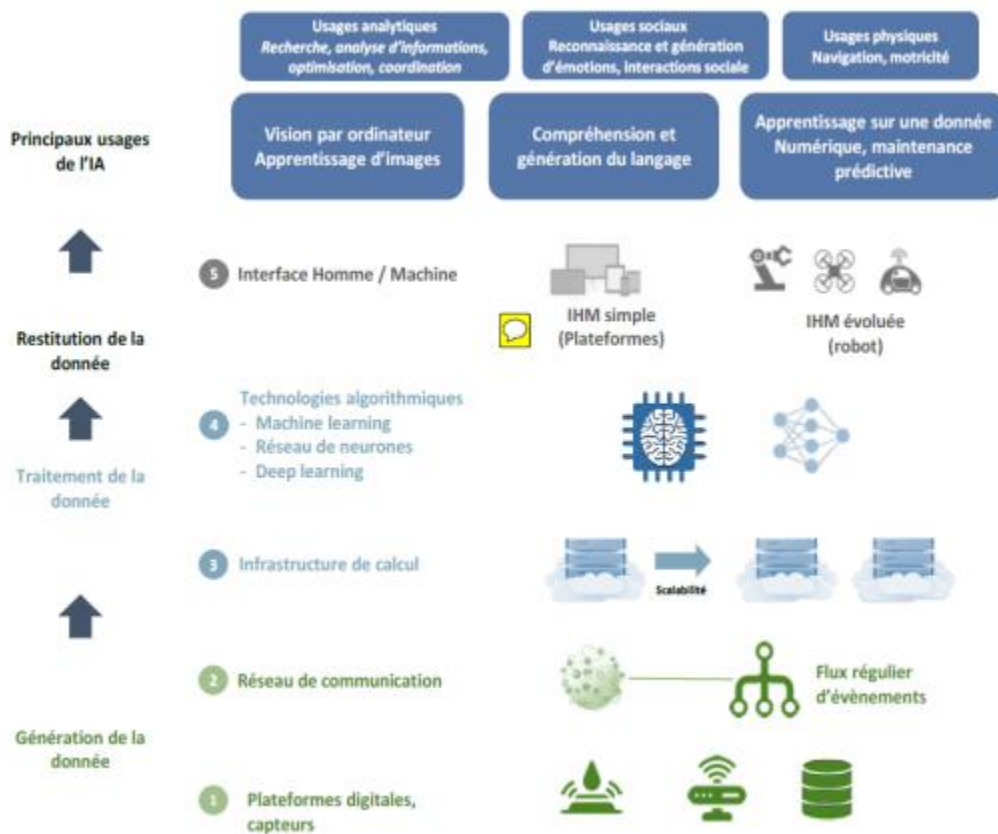 Usages analytiques
Recherche, analyse d'informations,
optimisation, coordination
Usages sociaux
Reconnaissance et génération
d'émotions, interactions sociale
Usages physiques
Navigation, motricité
Principaux usages
de l'IA
Vision par ordinateur
Apprentissage d'images
Compréhension et
génération du langage
Apprentissage sur une donnée
Numérique, maintenance
prédictive
5 Interface Homme / Machine
IHM simple
(Plateformes)
IHM évoluée
(robot)
Restitution de la
donnée
4 Technologies algorithmiques
- Machine learning
- Réseau de neurones
- Deep learning
Traitement de la
donnée
3 Infrastructure de calcul
Scalabilité
2 Réseau de communication
Flux régulier
d'évènements
Génération de la
donnée
1 Plateformes digitales,
capteurs